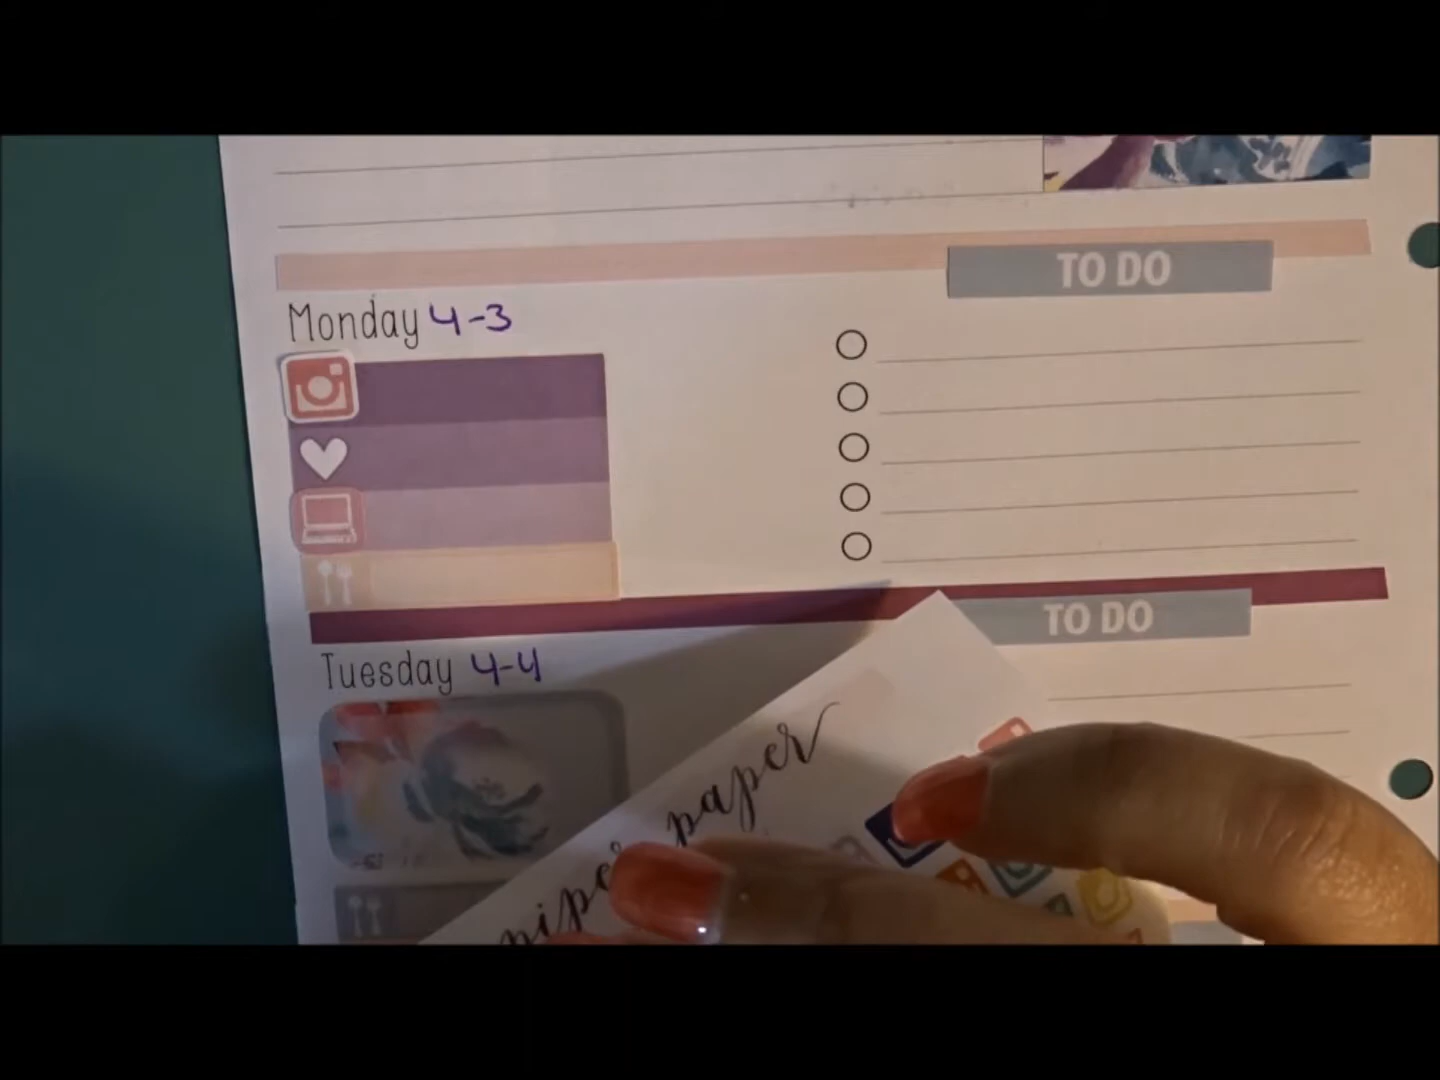 TO DO
Monday 4-3
TO DO
Tuesday 4-4
paper